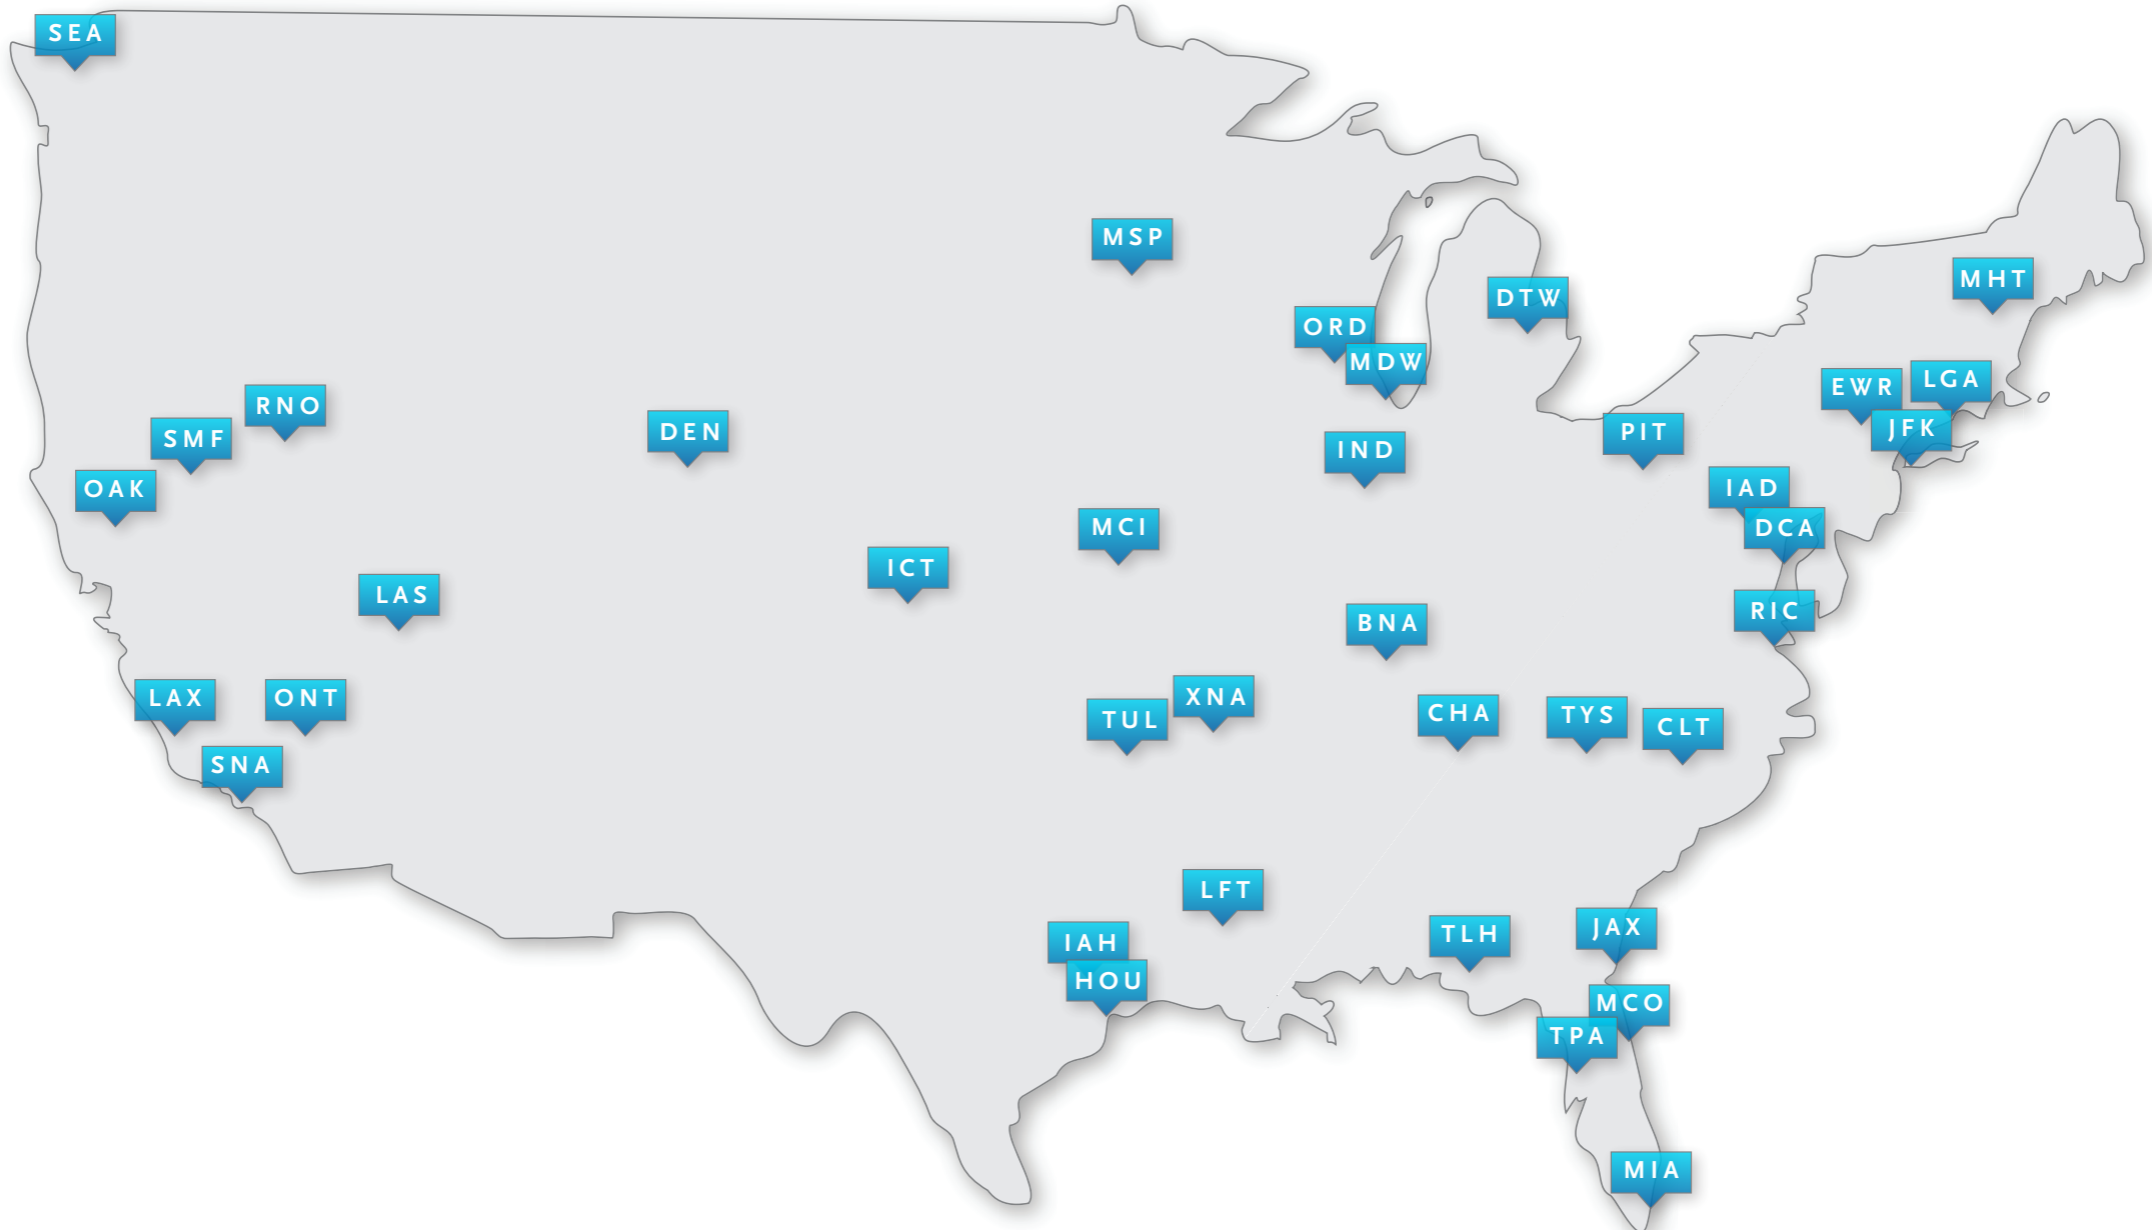 SEA
MSP
MHT
DTW
ORD
MDW
EWR
LGA
RNO
SMF
DEN
PIT
JFK
IND
OAK
IAD
MCI
DCA
ICT
LAS
RIC
BNA
LAX
ONT
XNA
TUL
CHA
TYS
CLT
SNA
LFT
JAX
TLH
IAH
HOU
MCO
TPA
MIA